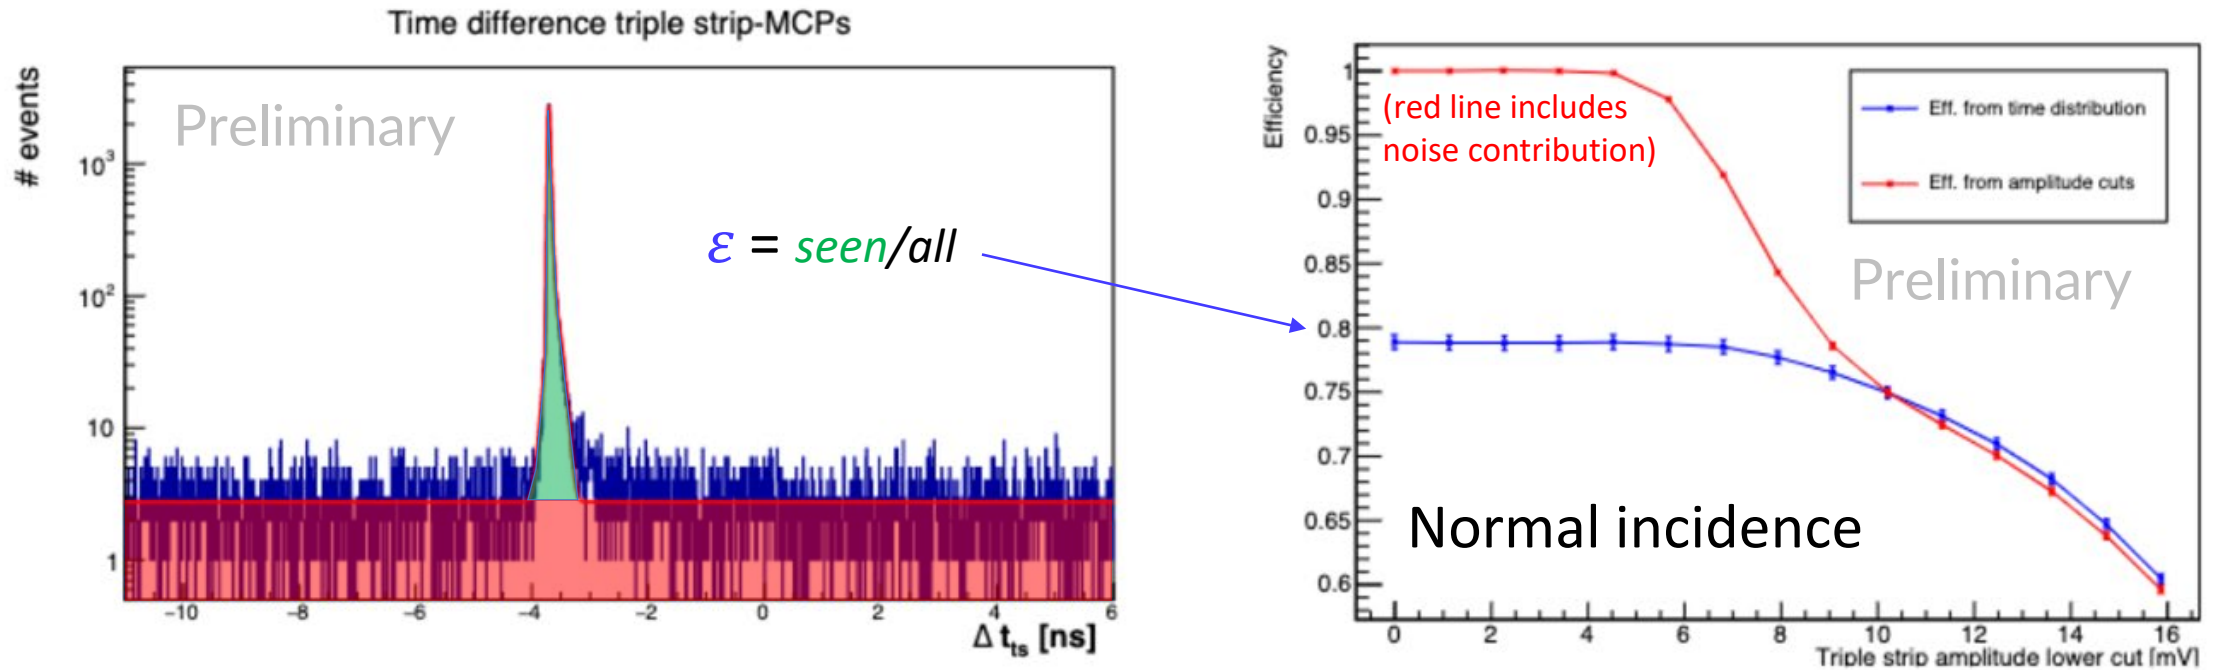 Time difference triple strip-MCPs
# events
Preliminary
10³
10²
10
1
ε = seen/all
−10 −8 −6 −4 −2 0 2 4 6
Δ t_ts [ns]
Efficiency
1
0.95
0.9
0.85
0.8
0.75
0.7
0.65
0.6
(red line includes
noise contribution)
Eff. from time distribution
Eff. from amplitude cuts
Preliminary
Normal incidence
0 2 4 6 8 10 12 14 16
Triple strip amplitude lower cut [mV]